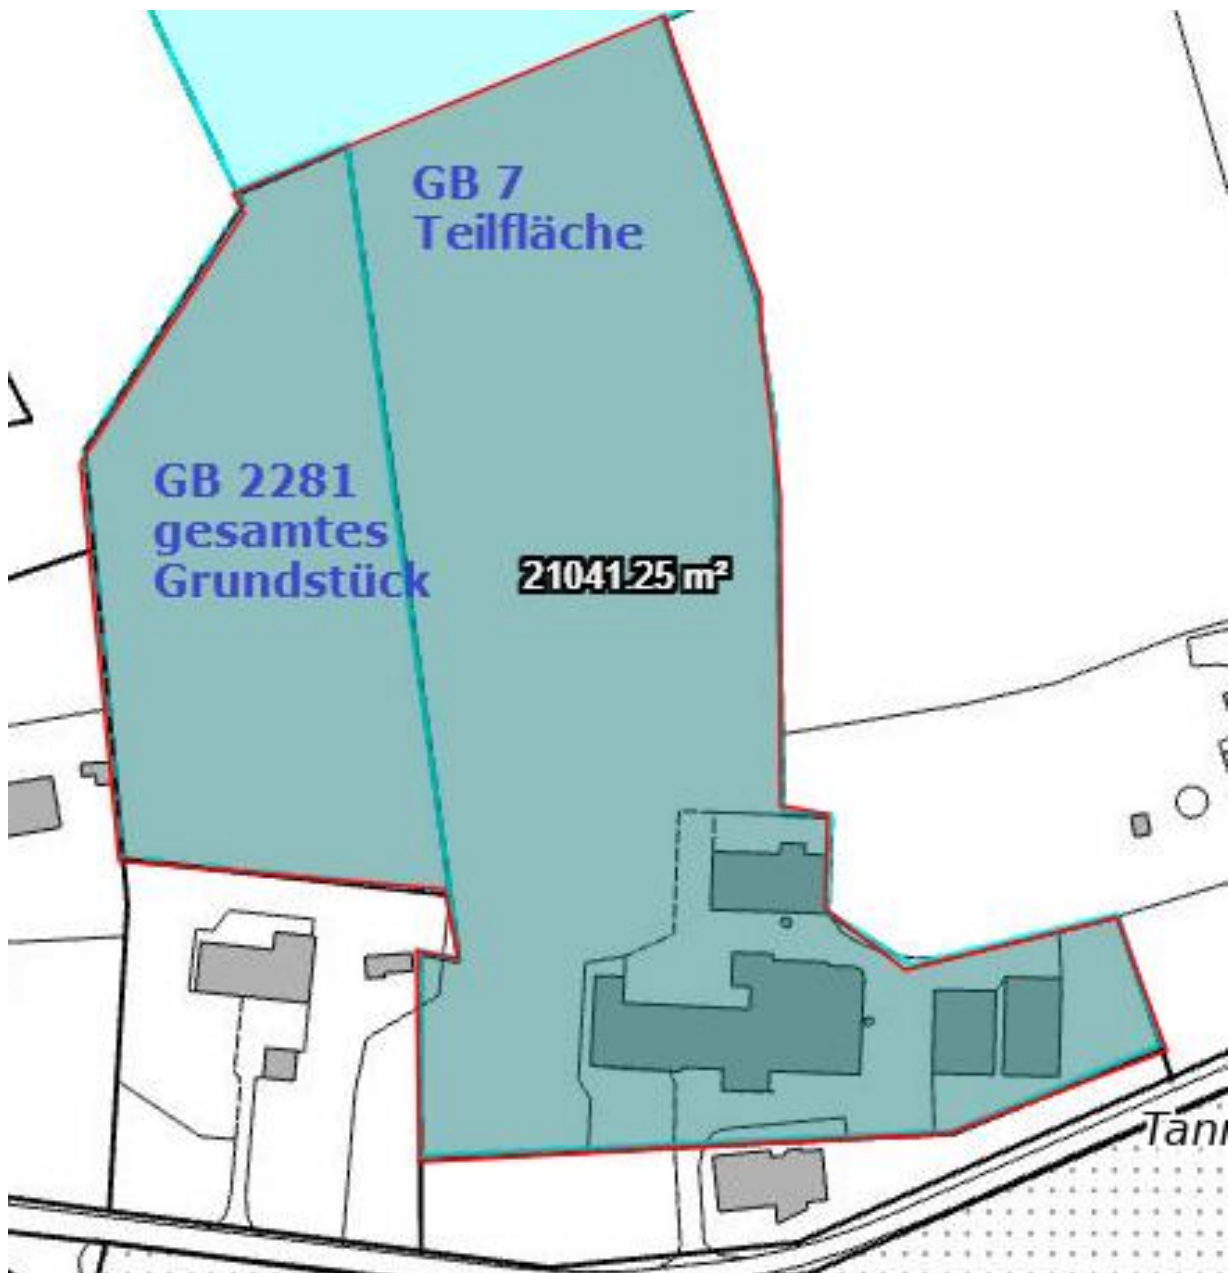 GB 7
Teilfläche
GB 2281
gesamtes
Grundstück
21041.25 m²